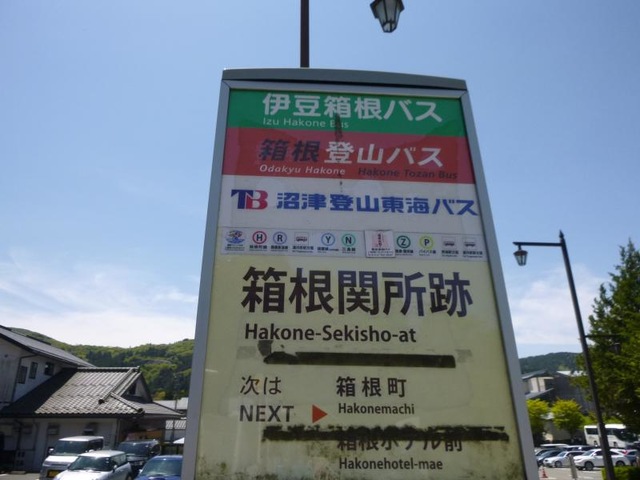 伊豆箱根バス
Izu Hakone Bus
箱根登山バス
Odakyu Hakone Hakone Tozan Bus
TB 沼津登山東海バス
H R Y N Z P
箱根関所跡
Hakone-Sekisho-at
次は 箱根町
NEXT Hakonemachi
箱根ホテル前
Hakonehotel-mae